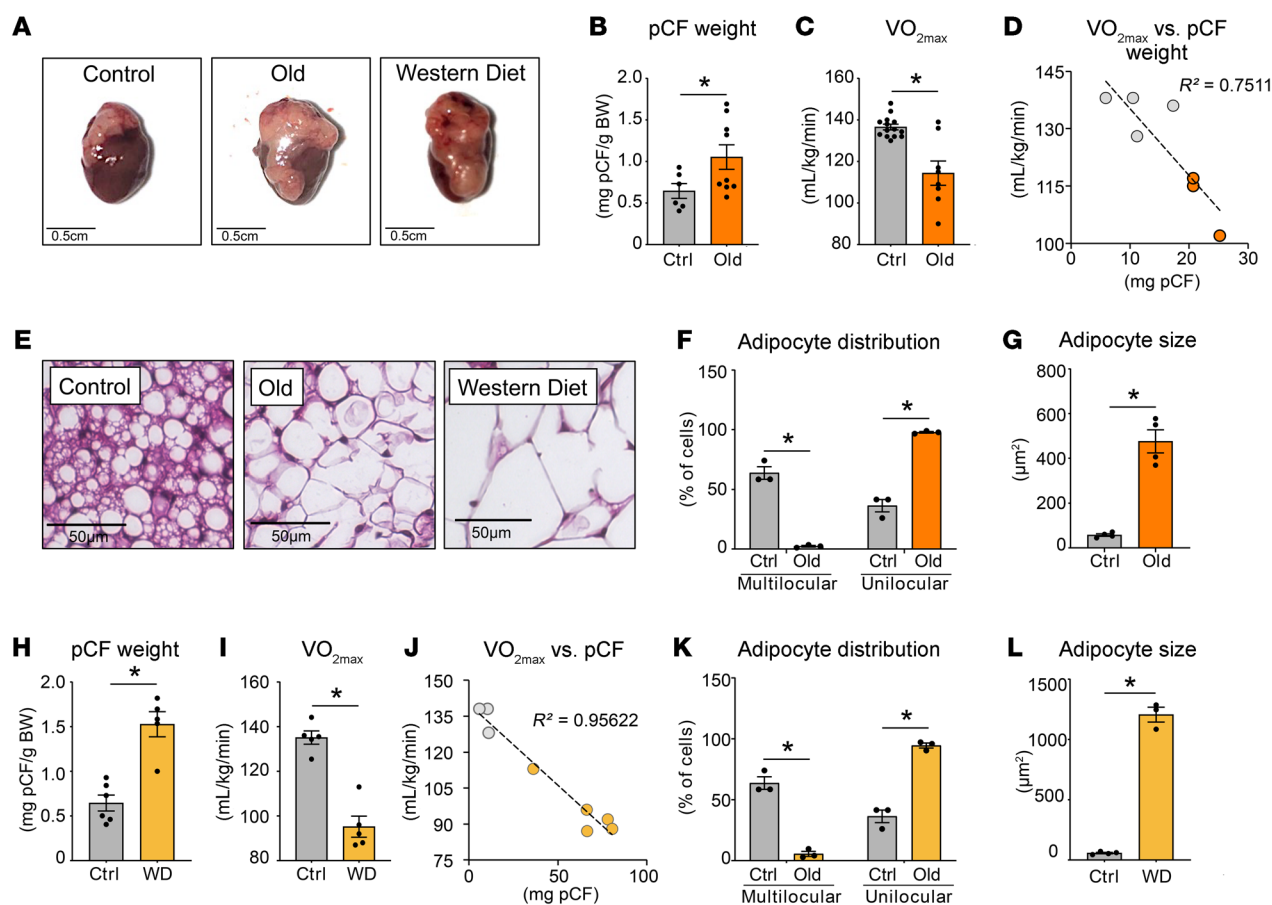 A
Control
0.5cm
Old
0.5cm
Western Diet
0.5cm
B
pCF weight
(mg pCF/g BW)
2.0
1.5
1.0
0.5
0
*
Ctrl
Old
C
VO2max
(mL/kg/min)
160
140
120
100
80
*
Ctrl
Old
D
VO2max vs. pCF
weight
R² = 0.7511
(mL/kg/min)
145
130
115
100
0
10
20
30
(mg pCF)
E
Control
50µm
Old
50µm
Western Diet
50µm
F
Adipocyte distribution
(% of cells)
150
100
50
0
*
*
Ctrl
Old
Ctrl
Old
Multilocular
Unilocular
G
Adipocyte size
(µm²)
800
600
400
200
0
*
Ctrl
Old
H
pCF weight
(mg pCF/g BW)
2.0
1.5
1.0
0.5
0
*
Ctrl
WD
I
VO2max
(mL/kg/min)
160
140
120
100
80
*
Ctrl
WD
J
VO2max vs. pCF
R² = 0.95622
(mL/kg/min)
150
135
120
105
90
75
0
50
100
(mg pCF)
K
Adipocyte distribution
(% of cells)
150
100
50
0
*
*
Ctrl
Old
Ctrl
Old
Multilocular
Unilocular
L
Adipocyte size
(µm²)
1500
1000
500
0
*
Ctrl
WD